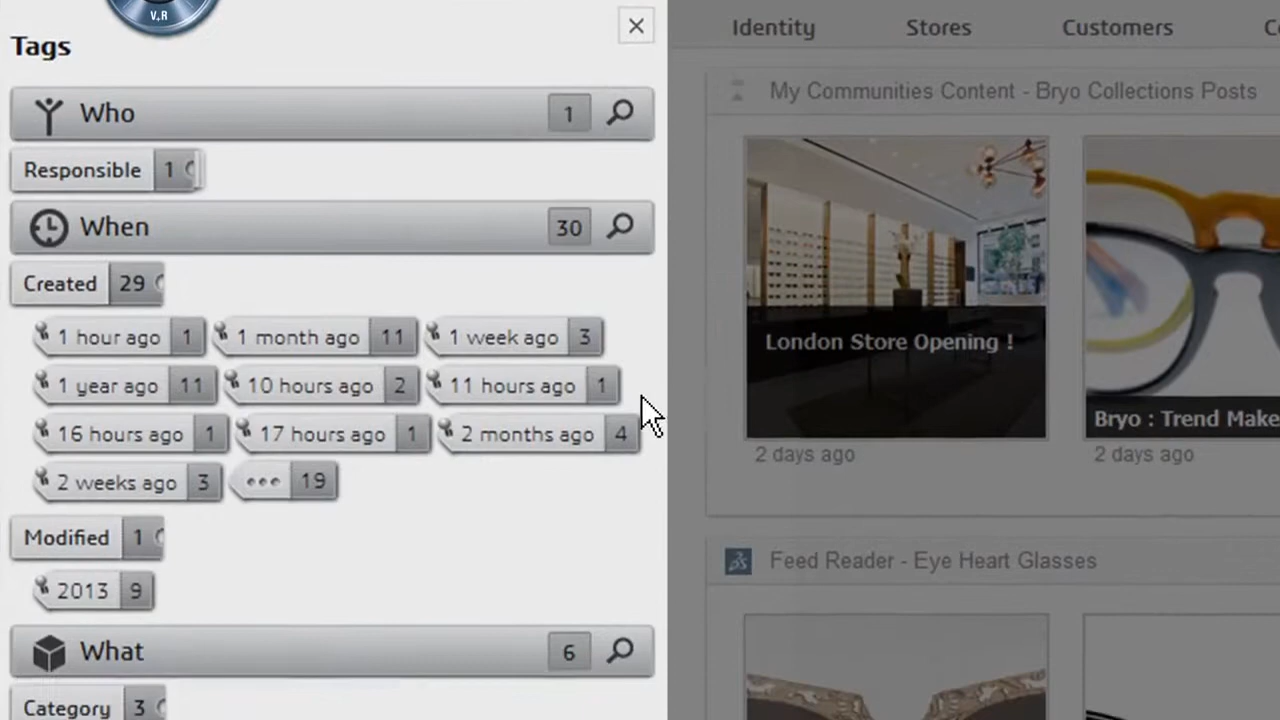 V,R
Tags
Identity
Stores
Customers
Who
1
Responsible 1
When
30
Created 29
1 hour ago 1
1 month ago 11
1 week ago 3
1 year ago 11
10 hours ago 2
11 hours ago 1
16 hours ago 1
17 hours ago 1
2 months ago 4
2 weeks ago 3
••• 19
Modified 1
2013 9
What
6
Category 3
My Communities Content - Bryo Collections Posts
London Store Opening !
2 days ago
Bryo : Trend Make
2 days ago
Feed Reader - Eye Heart Glasses